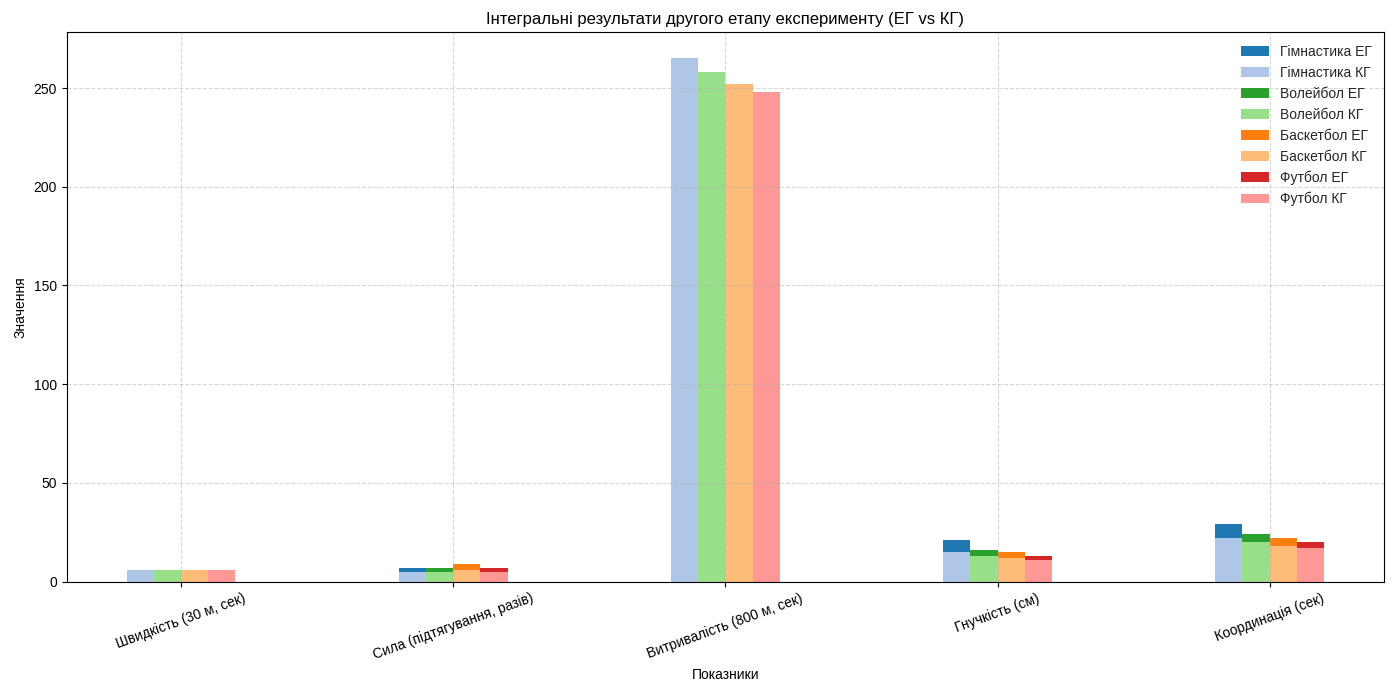 Інтегральні результати другого етапу експерименту (ЕГ vs КГ)
Гімнастика ЕГ
Гімнастика КГ
Волейбол ЕГ
Волейбол КГ
Баскетбол ЕГ
Баскетбол КГ
Футбол ЕГ
Футбол КГ
Значення
250
200
150
100
50
0
Швидкість (30 м, сек)
Сила (підтягування, разів)
Витривалість (800 м, сек)
Гнучкість (см)
Координація (сек)
Показники